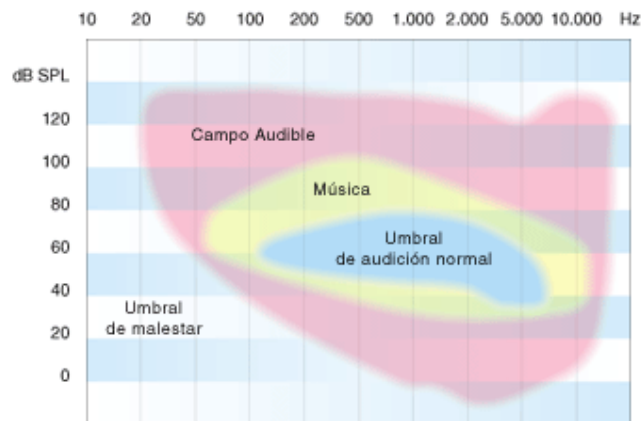 10 20 50 100 200 500 1.000 2.000 5.000 10.000 Hz
dB SPL
120
Campo Audible
100
Música
80
Umbral
de audición normal
60
40
Umbral
de malestar
20
0